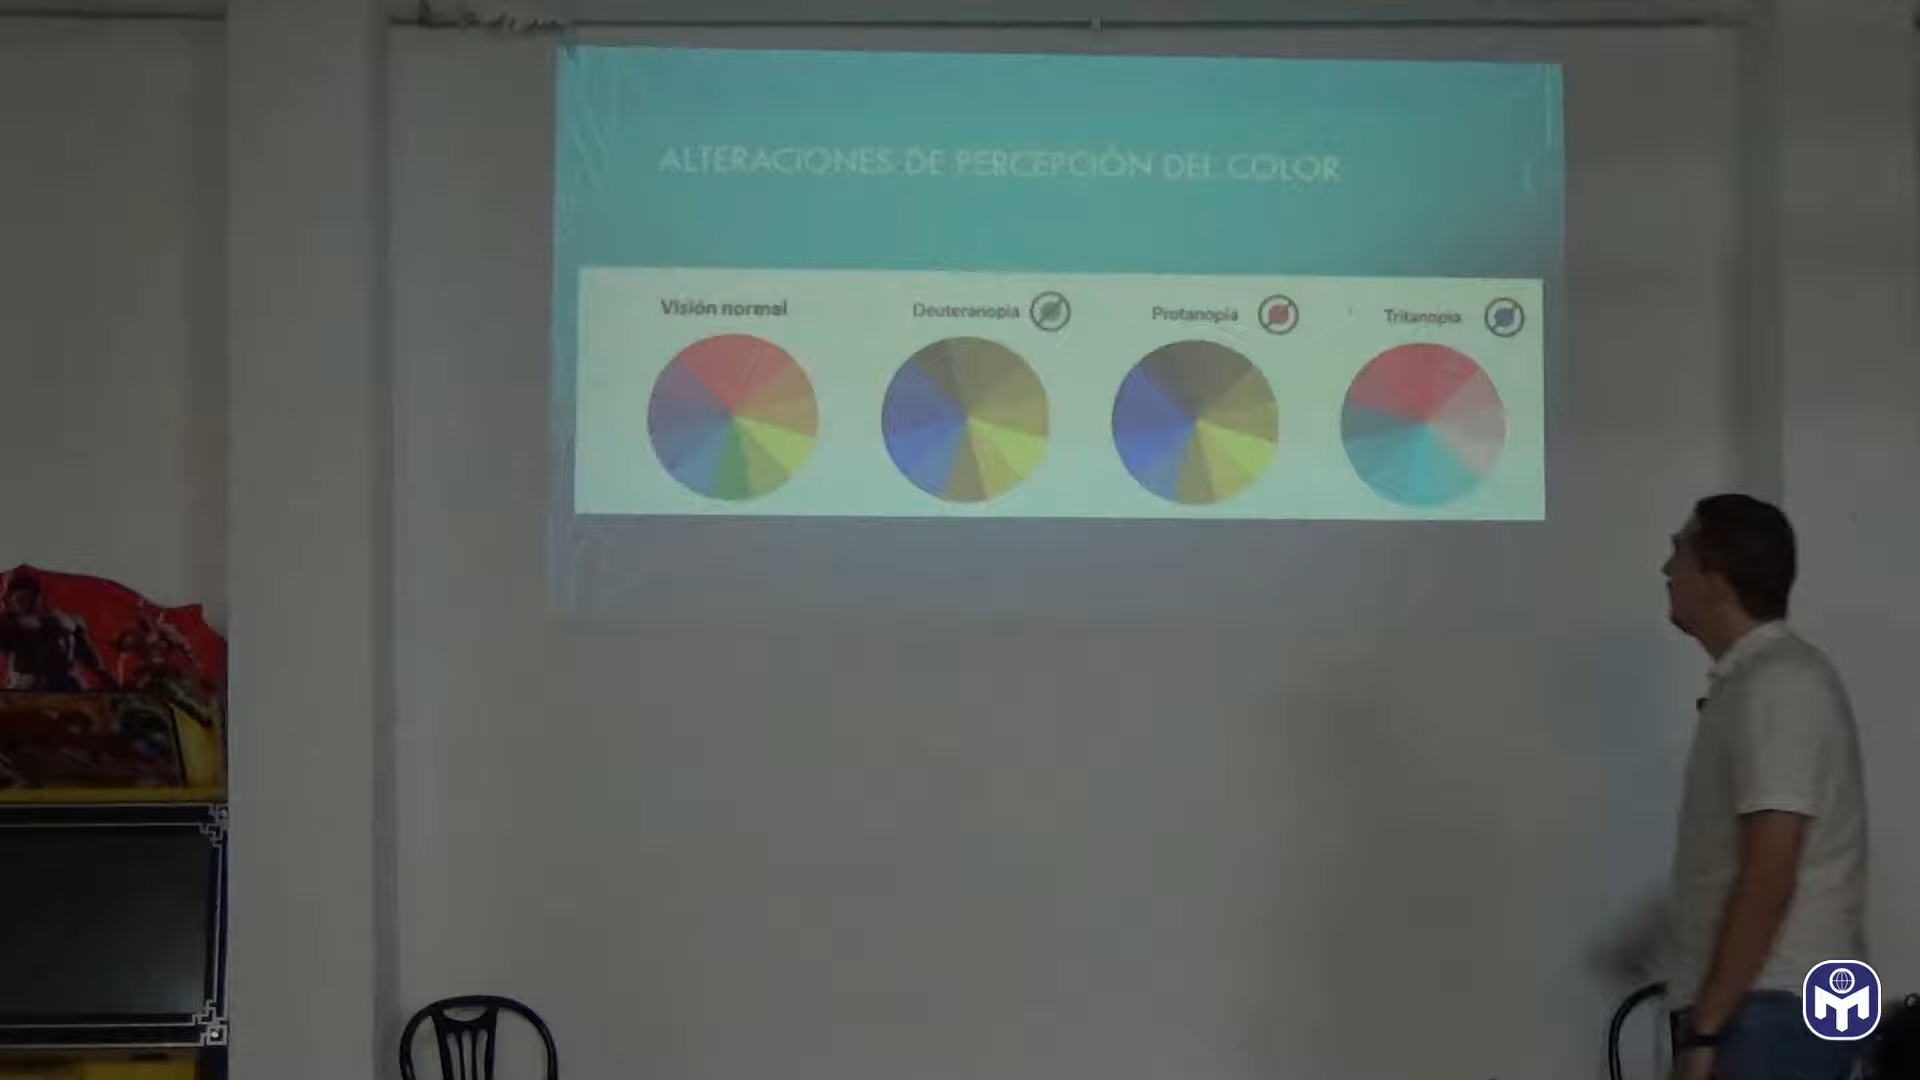 ALTERACIONES DE PERCEPCIÓN DEL COLOR
Visión normal
Deuteranopia
Protanopia
Tritanopia